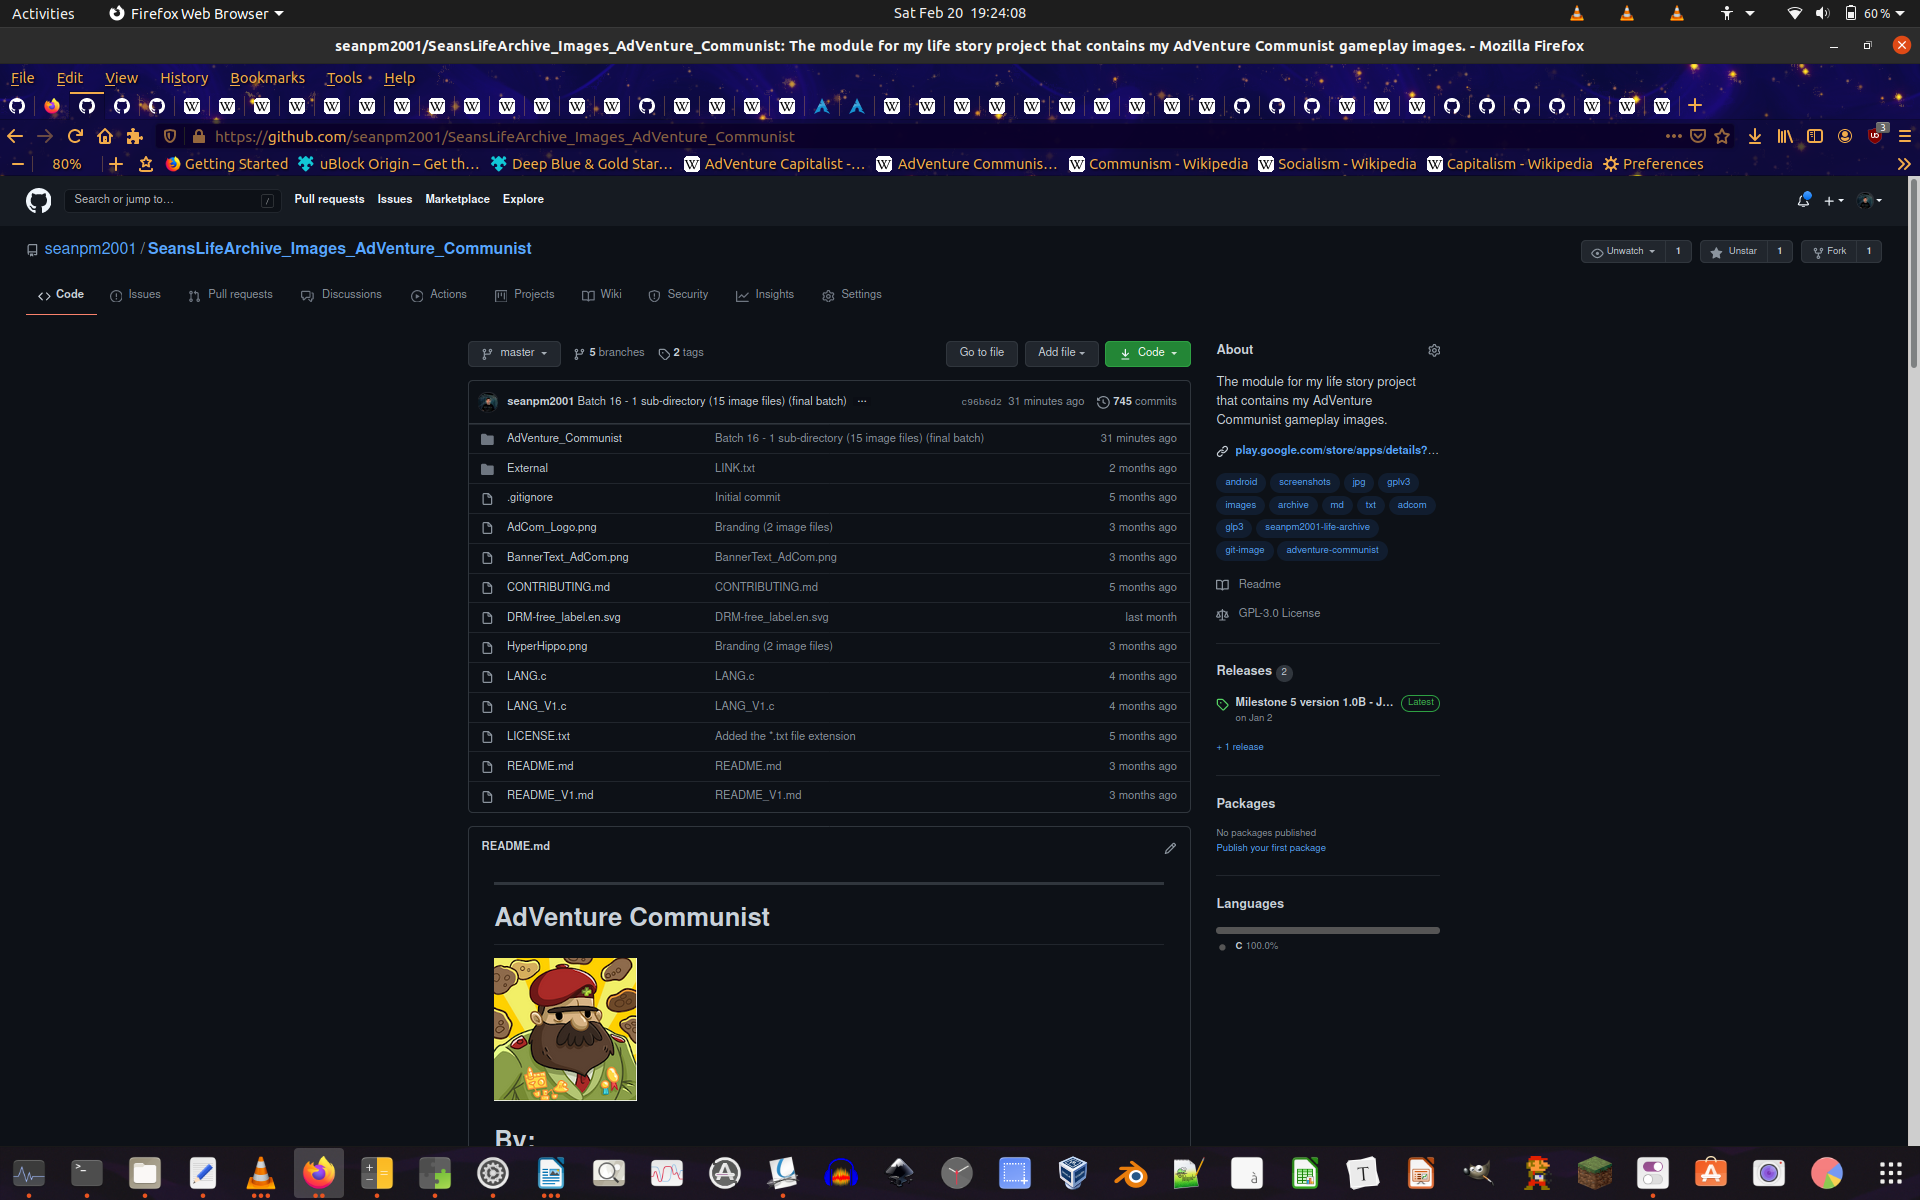 Activities Firefox Web Browser Sat Feb 20 19:24:08 60 %
seanpm2001/SeansLifeArchive_Images_AdVenture_Communist: The module for my life story project that contains my AdVenture Communist gameplay images. - Mozilla Firefox
File Edit View History Bookmarks Tools Help
https://github.com/seanpm2001/SeansLifeArchive_Images_AdVenture_Communist 3
80% Getting Started uBlock Origin – Get th… Deep Blue & Gold Star… AdVenture Capitalist -… AdVenture Communis… Communism - Wikipedia Socialism - Wikipedia Capitalism - Wikipedia Preferences
Search or jump to… / Pull requests Issues Marketplace Explore
seanpm2001 / SeansLifeArchive_Images_AdVenture_Communist Unwatch 1 Unstar 1 Fork 1
Code Issues Pull requests Discussions Actions Projects Wiki Security Insights Settings
master 5 branches 2 tags Go to file Add file Code
seanpm2001 Batch 16 - 1 sub-directory (15 image files) (final batch) ... c96b6d2 31 minutes ago 745 commits
AdVenture_Communist Batch 16 - 1 sub-directory (15 image files) (final batch) 31 minutes ago
External LINK.txt 2 months ago
.gitignore Initial commit 5 months ago
AdCom_Logo.png Branding (2 image files) 3 months ago
BannerText_AdCom.png BannerText_AdCom.png 3 months ago
CONTRIBUTING.md CONTRIBUTING.md 5 months ago
DRM-free_label.en.svg DRM-free_label.en.svg last month
HyperHippo.png Branding (2 image files) 3 months ago
LANG.c LANG.c 4 months ago
LANG_V1.c LANG_V1.c 4 months ago
LICENSE.txt Added the *.txt file extension 5 months ago
README.md README.md 3 months ago
README_V1.md README_V1.md 3 months ago
README.md
AdVenture Communist
By:
About
The module for my life story project
that contains my AdVenture
Communist gameplay images.
play.google.com/store/apps/details?…
android screenshots jpg gplv3
images archive md txt adcom
glp3 seanpm2001-life-archive
git-image adventure-communist
Readme
GPL-3.0 License
Releases 2
Milestone 5 version 1.0B - J… Latest
on Jan 2
+ 1 release
Packages
No packages published
Publish your first package
Languages
C 100.0%